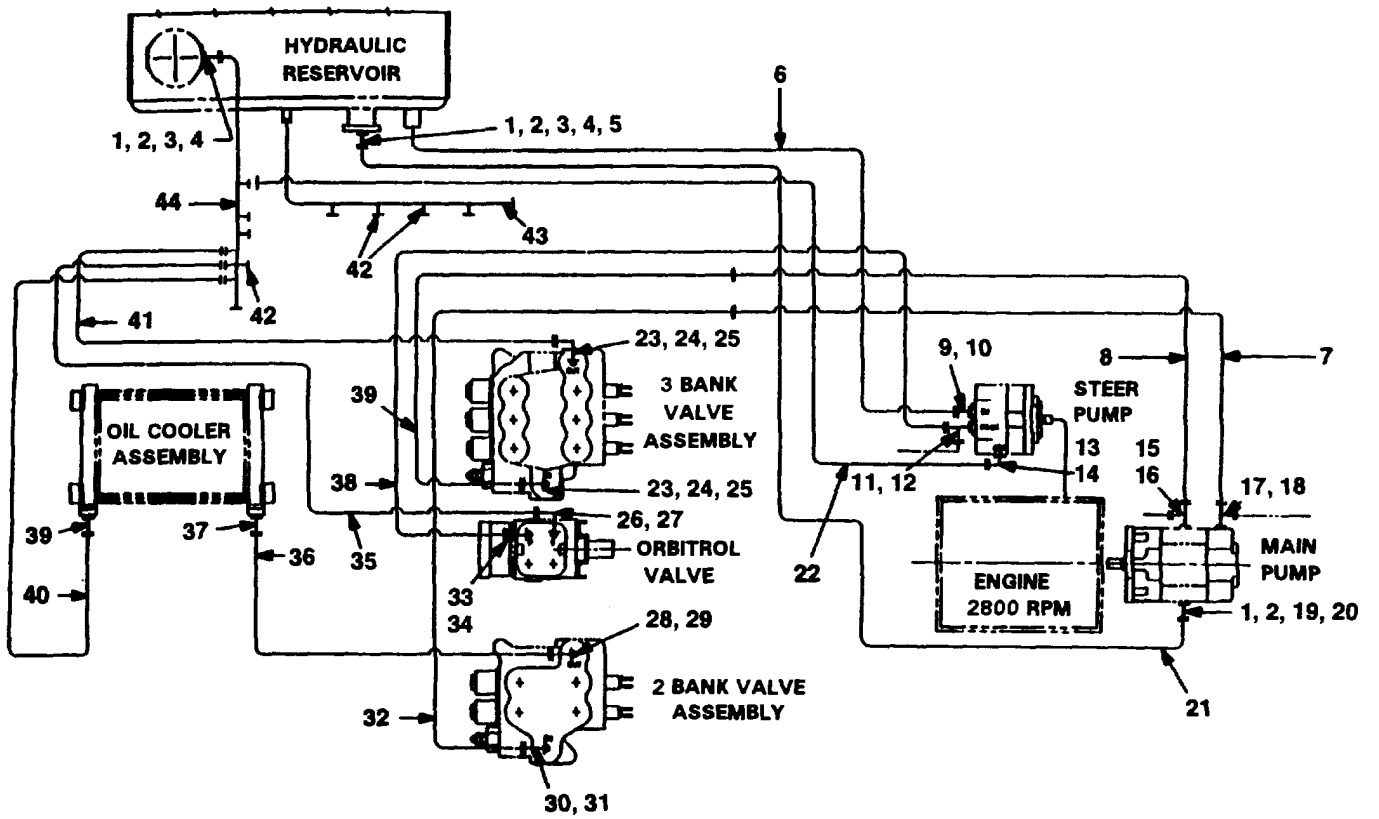 HYDRAULIC
RESERVOIR
6
1, 2, 3, 4
1, 2, 3, 4, 5
44
43
42
42
41
23, 24, 25
9, 10
8
7
3 BANK
VALVE
ASSEMBLY
STEER
PUMP
39
OIL COOLER
ASSEMBLY
13
14
15
16
38
23, 24, 25
11, 12
17, 18
39
37
26, 27
35
36
ORBITROL
VALVE
22
ENGINE
2800 RPM
MAIN
PUMP
40
33
34
28, 29
1, 2, 19, 20
32
2 BANK VALVE
ASSEMBLY
21
30, 31